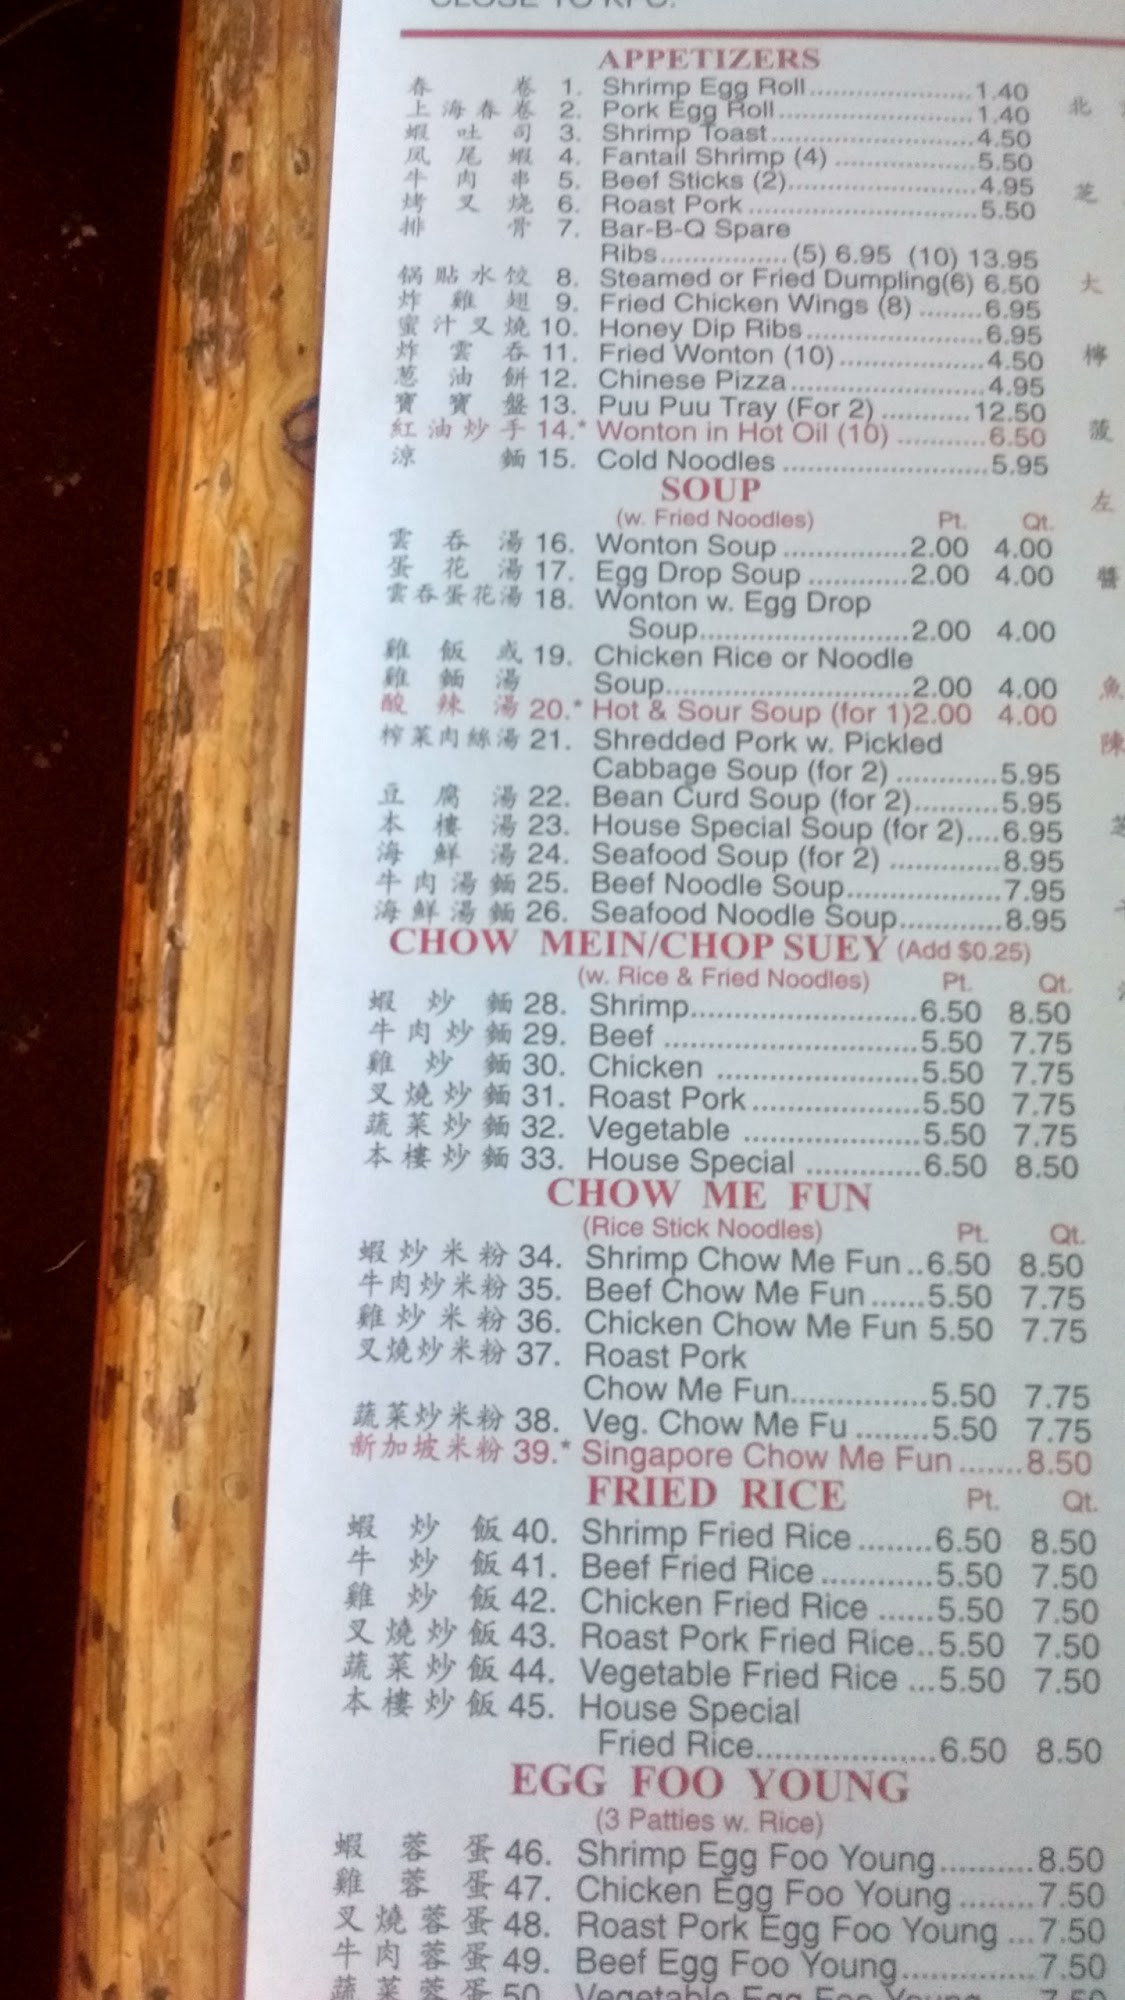 APPETIZERS
春 卷 1. Shrimp Egg Roll 1.40
上海春卷 2. Pork Egg Roll 1.40
蝦吐司 3. Shrimp Toast 4.50
凤尾蝦 4. Fantail Shrimp (4) 5.50
牛肉串 5. Beef Sticks (2) 4.95
烤叉烧 6. Roast Pork 5.50
排 骨 7. Bar-B-Q Spare
Ribs (5) 6.95 (10) 13.95
锅贴水饺 8. Steamed or Fried Dumpling(6) 6.50
炸雞翅 9. Fried Chicken Wings (8) 6.95
蜜汁叉燒 10. Honey Dip Ribs 6.95
炸雲吞 11. Fried Wonton (10) 4.50
葱油餅 12. Chinese Pizza 4.95
寶寶盤 13. Puu Puu Tray (For 2) 12.50
紅油炒手 14.* Wonton in Hot Oil (10) 6.50
涼 麵 15. Cold Noodles 5.95
SOUP
(w. Fried Noodles) Pt. Qt.
雲吞湯 16. Wonton Soup 2.00 4.00
蛋花湯 17. Egg Drop Soup 2.00 4.00
雲吞蛋花湯 18. Wonton w. Egg Drop
Soup 2.00 4.00
雞飯或 19. Chicken Rice or Noodle
雞麵湯 Soup 2.00 4.00
酸辣湯 20.* Hot & Sour Soup (for 1) 2.00 4.00
榨菜肉絲湯 21. Shredded Pork w. Pickled
Cabbage Soup (for 2) 5.95
豆腐湯 22. Bean Curd Soup (for 2) 5.95
本樓湯 23. House Special Soup (for 2) 6.95
海鮮湯 24. Seafood Soup (for 2) 8.95
牛肉湯麵 25. Beef Noodle Soup 7.95
海鮮湯麵 26. Seafood Noodle Soup 8.95
CHOW MEIN/CHOP SUEY (Add $0.25)
(w. Rice & Fried Noodles) Pt. Qt.
蝦炒麵 28. Shrimp 6.50 8.50
牛肉炒麵 29. Beef 5.50 7.75
雞炒麵 30. Chicken 5.50 7.75
叉燒炒麵 31. Roast Pork 5.50 7.75
蔬菜炒麵 32. Vegetable 5.50 7.75
本樓炒麵 33. House Special 6.50 8.50
CHOW ME FUN
(Rice Stick Noodles) Pt. Qt.
蝦炒米粉 34. Shrimp Chow Me Fun 6.50 8.50
牛肉炒米粉 35. Beef Chow Me Fun 5.50 7.75
雞炒米粉 36. Chicken Chow Me Fun 5.50 7.75
叉燒炒米粉 37. Roast Pork
Chow Me Fun 5.50 7.75
蔬菜炒米粉 38. Veg. Chow Me Fu 5.50 7.75
新加坡米粉 39.* Singapore Chow Me Fun 8.50
FRIED RICE Pt. Qt.
蝦炒飯 40. Shrimp Fried Rice 6.50 8.50
牛炒飯 41. Beef Fried Rice 5.50 7.50
雞炒飯 42. Chicken Fried Rice 5.50 7.50
叉燒炒飯 43. Roast Pork Fried Rice 5.50 7.50
蔬菜炒飯 44. Vegetable Fried Rice 5.50 7.50
本樓炒飯 45. House Special
Fried Rice 6.50 8.50
EGG FOO YOUNG
(3 Patties w. Rice)
蝦蓉蛋 46. Shrimp Egg Foo Young 8.50
雞蓉蛋 47. Chicken Egg Foo Young 7.50
叉燒蓉蛋 48. Roast Pork Egg Foo Young 7.50
牛肉蓉蛋 49. Beef Egg Foo Young 7.50
蔬菜蓉蛋 50. Vegetable Egg Foo Young 7.50
北
芝
大
檸
菠
左
醬
魚
陳